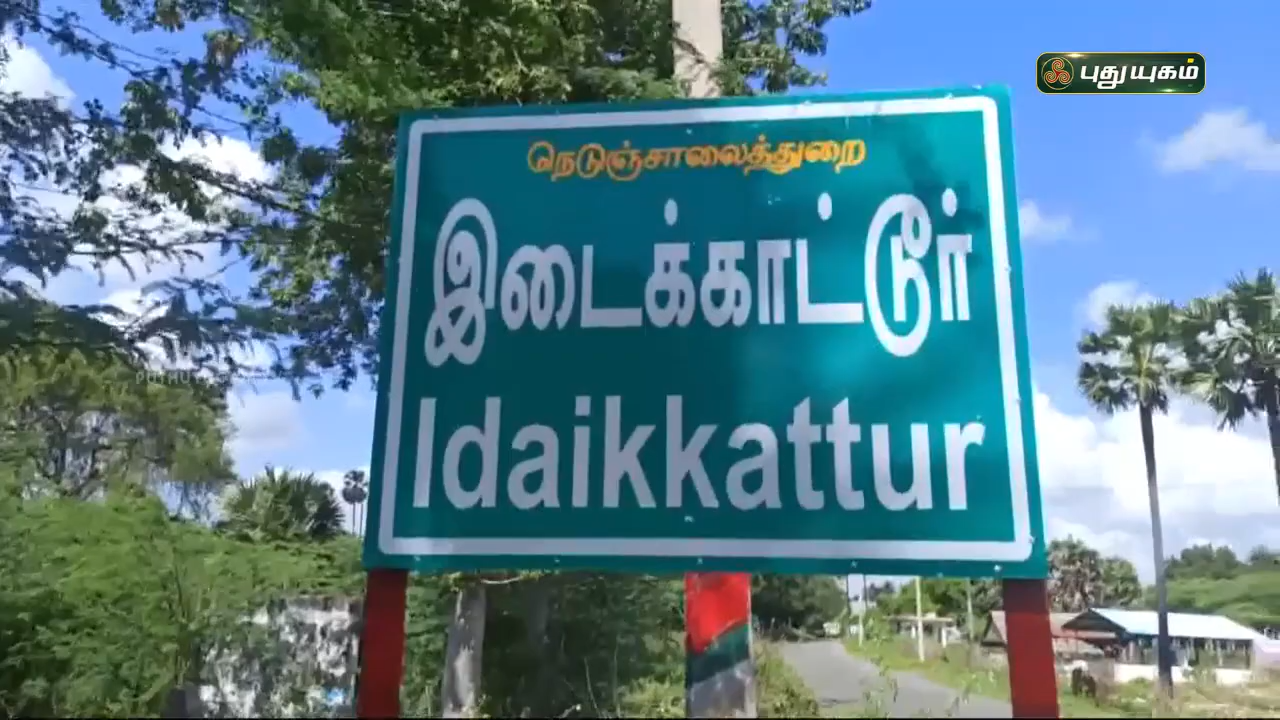 புதுயுகம்
நெடுஞ்சாலைத்துறை
இடைக்காட்டூர்
Idaikkattur